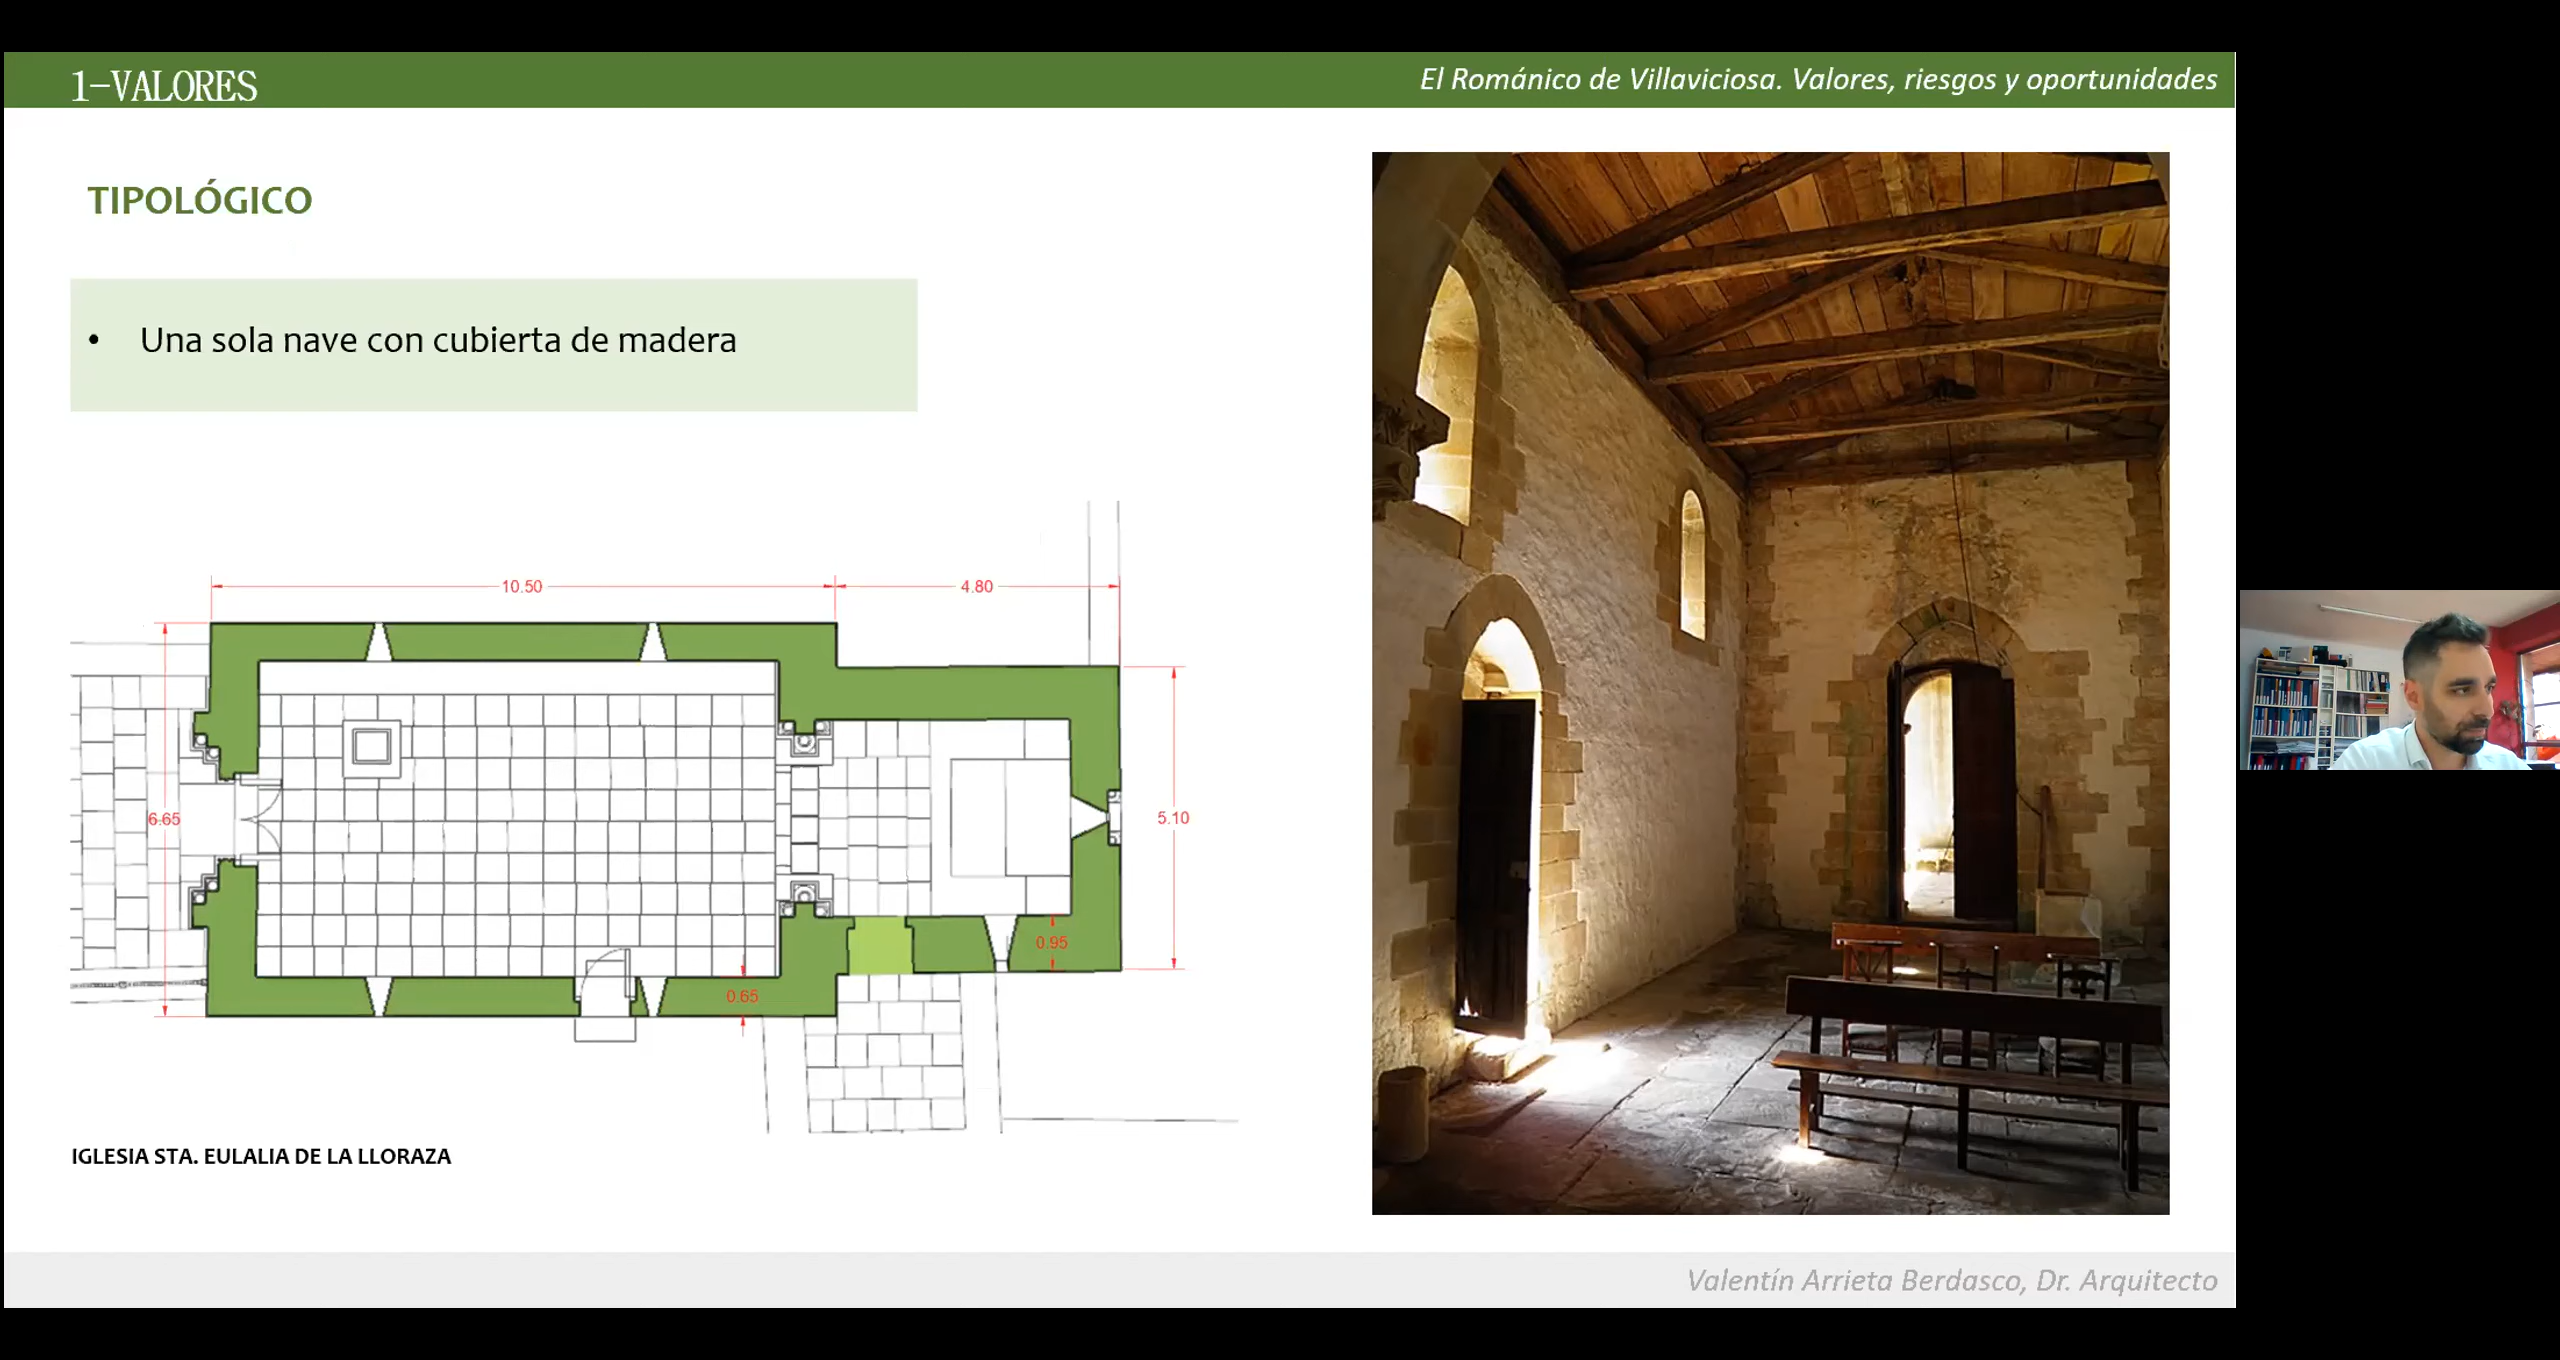 1-VALORES
El Románico de Villaviciosa. Valores, riesgos y oportunidades
TIPOLÓGICO
• Una sola nave con cubierta de madera
10.50
4.80
6.65
5.10
0.95
0.65
IGLESIA STA. EULALIA DE LA LLORAZA
Valentín Arrieta Berdasco, Dr. Arquitecto